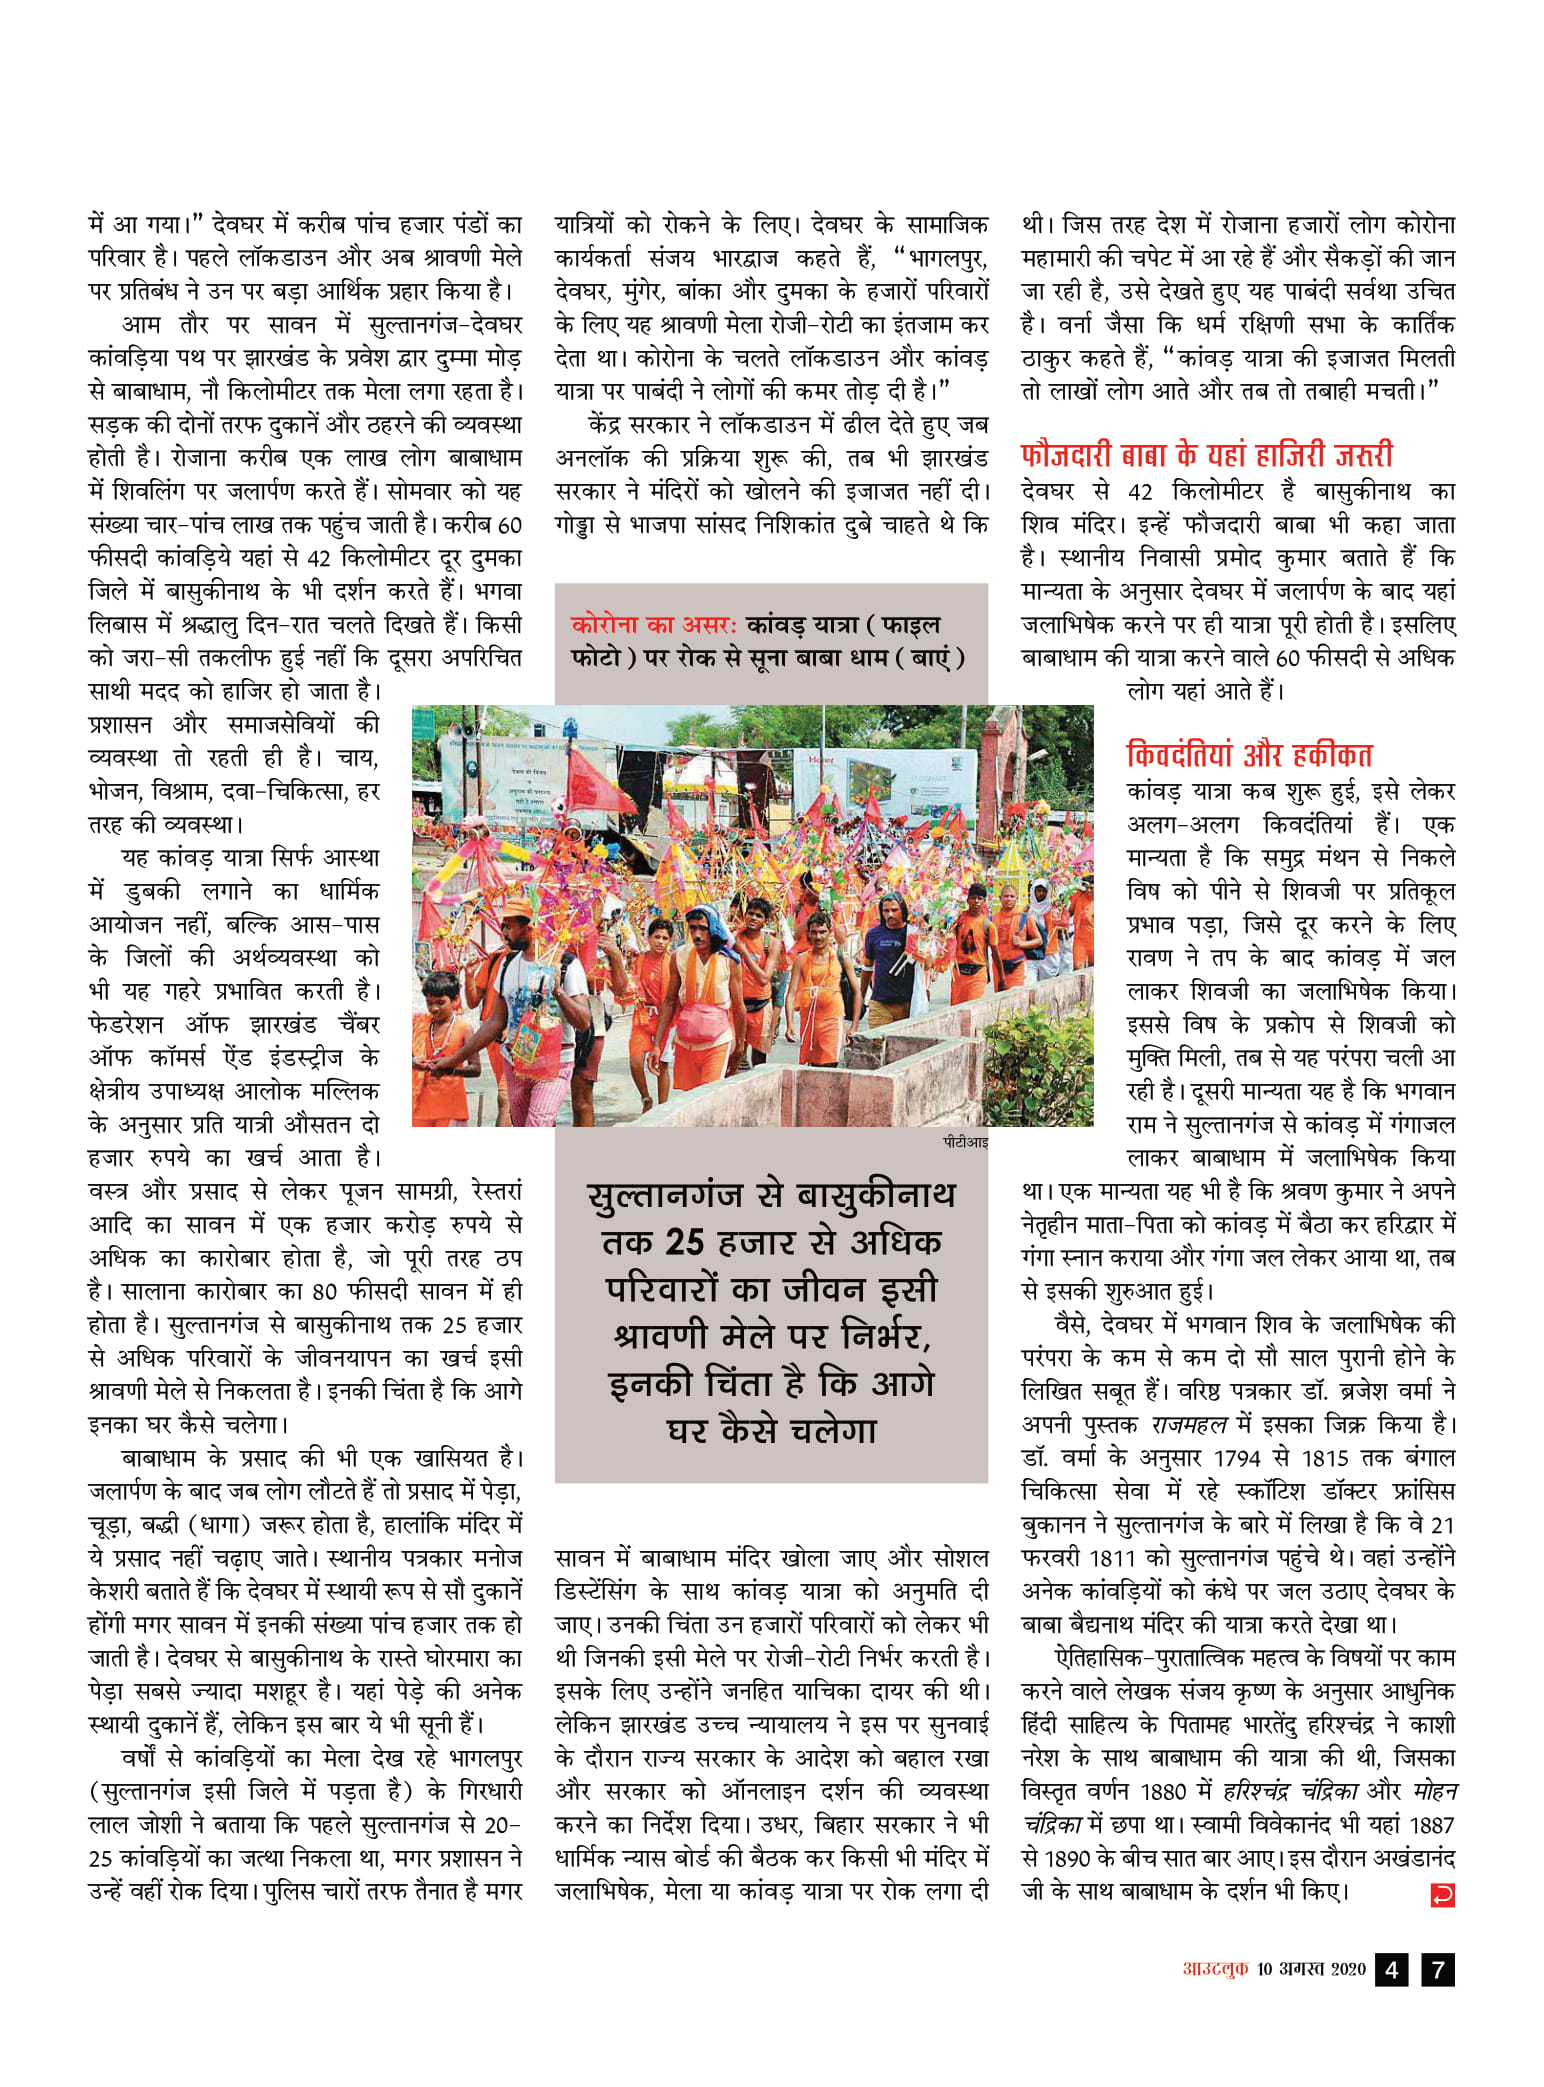 में आ गया।” देवघर में करीब पांच हजार पंडों का
परिवार है। पहले लॉकडाउन और अब श्रावणी मेले
पर प्रतिबंध ने उन पर बड़ा आर्थिक प्रहार किया है।
आम तौर पर सावन में सुल्तानगंज-देवघर
कांवड़िया पथ पर झारखंड के प्रवेश द्वार दुम्मा मोड़
से बाबाधाम, नौ किलोमीटर तक मेला लगा रहता है।
सड़क की दोनों तरफ दुकानें और ठहरने की व्यवस्था
होती है। रोजाना करीब एक लाख लोग बाबाधाम
में शिवलिंग पर जलार्पण करते हैं। सोमवार को यह
संख्या चार-पांच लाख तक पहुंच जाती है। करीब 60
फीसदी कांवड़िये यहां से 42 किलोमीटर दूर दुमका
जिले में बासुकीनाथ के भी दर्शन करते हैं। भगवा
लिबास में श्रद्धालु दिन-रात चलते दिखते हैं। किसी
को जरा-सी तकलीफ हुई नहीं कि दूसरा अपरिचित
साथी मदद को हाजिर हो जाता है।
प्रशासन और समाजसेवियों की
व्यवस्था तो रहती ही है। चाय,
भोजन, विश्राम, दवा-चिकित्सा, हर
तरह की व्यवस्था।
यह कांवड़ यात्रा सिर्फ आस्था
में डुबकी लगाने का धार्मिक
आयोजन नहीं, बल्कि आस-पास
के जिलों की अर्थव्यवस्था को
भी यह गहरे प्रभावित करती है।
फेडरेशन ऑफ झारखंड चैंबर
ऑफ कॉमर्स ऐंड इंडस्ट्रीज के
क्षेत्रीय उपाध्यक्ष आलोक मल्लिक
के अनुसार प्रति यात्री औसतन दो
हजार रुपये का खर्च आता है।
वस्त्र और प्रसाद से लेकर पूजन सामग्री, रेस्तरां
आदि का सावन में एक हजार करोड़ रुपये से
अधिक का कारोबार होता है, जो पूरी तरह ठप
है। सालाना कारोबार का 80 फीसदी सावन में ही
होता है। सुल्तानगंज से बासुकीनाथ तक 25 हजार
से अधिक परिवारों के जीवनयापन का खर्च इसी
श्रावणी मेले से निकलता है। इनकी चिंता है कि आगे
इनका घर कैसे चलेगा।
बाबाधाम के प्रसाद की भी एक खासियत है।
जलार्पण के बाद जब लोग लौटते हैं तो प्रसाद में पेड़ा,
चूड़ा, बद्धी (धागा) जरूर होता है, हालांकि मंदिर में
ये प्रसाद नहीं चढ़ाए जाते। स्थानीय पत्रकार मनोज
केशरी बताते हैं कि देवघर में स्थायी रूप से सौ दुकानें
होंगी मगर सावन में इनकी संख्या पांच हजार तक हो
जाती है। देवघर से बासुकीनाथ के रास्ते घोरमारा का
पेड़ा सबसे ज्यादा मशहूर है। यहां पेड़े की अनेक
स्थायी दुकानें हैं, लेकिन इस बार ये भी सूनी हैं।
वर्षों से कांवड़ियों का मेला देख रहे भागलपुर
(सुल्तानगंज इसी जिले में पड़ता है) के गिरधारी
लाल जोशी ने बताया कि पहले सुल्तानगंज से 20-
25 कांवड़ियों का जत्था निकला था, मगर प्रशासन ने
उन्हें वहीं रोक दिया। पुलिस चारों तरफ तैनात है मगर
यात्रियों को रोकने के लिए। देवघर के सामाजिक
कार्यकर्ता संजय भारद्वाज कहते हैं, “भागलपुर,
देवघर, मुंगेर, बांका और दुमका के हजारों परिवारों
के लिए यह श्रावणी मेला रोजी-रोटी का इंतजाम कर
देता था। कोरोना के चलते लॉकडाउन और कांवड़
यात्रा पर पाबंदी ने लोगों की कमर तोड़ दी है।”
केंद्र सरकार ने लॉकडाउन में ढील देते हुए जब
अनलॉक की प्रक्रिया शुरू की, तब भी झारखंड
सरकार ने मंदिरों को खोलने की इजाजत नहीं दी।
गोड्डा से भाजपा सांसद निशिकांत दुबे चाहते थे कि
कोरोना का असर: कांवड़ यात्रा ( फाइल
फोटो ) पर रोक से सूना बाबा धाम ( बाएं )
Haier
पीटीआइ
सुल्तानगंज से बासुकीनाथ
तक 25 हजार से अधिक
परिवारों का जीवन इसी
श्रावणी मेले पर निर्भर,
इनकी चिंता है कि आगे
घर कैसे चलेगा
सावन में बाबाधाम मंदिर खोला जाए और सोशल
डिस्टेंसिंग के साथ कांवड़ यात्रा को अनुमति दी
जाए। उनकी चिंता उन हजारों परिवारों को लेकर भी
थी जिनकी इसी मेले पर रोजी-रोटी निर्भर करती है।
इसके लिए उन्होंने जनहित याचिका दायर की थी।
लेकिन झारखंड उच्च न्यायालय ने इस पर सुनवाई
के दौरान राज्य सरकार के आदेश को बहाल रखा
और सरकार को ऑनलाइन दर्शन की व्यवस्था
करने का निर्देश दिया। उधर, बिहार सरकार ने भी
धार्मिक न्यास बोर्ड की बैठक कर किसी भी मंदिर में
जलाभिषेक, मेला या कांवड़ यात्रा पर रोक लगा दी
थी। जिस तरह देश में रोजाना हजारों लोग कोरोना
महामारी की चपेट में आ रहे हैं और सैकड़ों की जान
जा रही है, उसे देखते हुए यह पाबंदी सर्वथा उचित
है। वर्ना जैसा कि धर्म रक्षिणी सभा के कार्तिक
ठाकुर कहते हैं, “कांवड़ यात्रा की इजाजत मिलती
तो लाखों लोग आते और तब तो तबाही मचती।”
फौजदारी बाबा के यहां हाजिरी जरूरी
देवघर से 42 किलोमीटर है बासुकीनाथ का
शिव मंदिर। इन्हें फौजदारी बाबा भी कहा जाता
है। स्थानीय निवासी प्रमोद कुमार बताते हैं कि
मान्यता के अनुसार देवघर में जलार्पण के बाद यहां
जलाभिषेक करने पर ही यात्रा पूरी होती है। इसलिए
बाबाधाम की यात्रा करने वाले 60 फीसदी से अधिक
लोग यहां आते हैं।
किवदंतियां और हकीकत
कांवड़ यात्रा कब शुरू हुई, इसे लेकर
अलग-अलग किवदंतियां हैं। एक
मान्यता है कि समुद्र मंथन से निकले
विष को पीने से शिवजी पर प्रतिकूल
प्रभाव पड़ा, जिसे दूर करने के लिए
रावण ने तप के बाद कांवड़ में जल
लाकर शिवजी का जलाभिषेक किया।
इससे विष के प्रकोप से शिवजी को
मुक्ति मिली, तब से यह परंपरा चली आ
रही है। दूसरी मान्यता यह है कि भगवान
राम ने सुल्तानगंज से कांवड़ में गंगाजल
लाकर बाबाधाम में जलाभिषेक किया
था। एक मान्यता यह भी है कि श्रवण कुमार ने अपने
नेतृहीन माता-पिता को कांवड़ में बैठा कर हरिद्वार में
गंगा स्नान कराया और गंगा जल लेकर आया था, तब
से इसकी शुरुआत हुई।
वैसे, देवघर में भगवान शिव के जलाभिषेक की
परंपरा के कम से कम दो सौ साल पुरानी होने के
लिखित सबूत हैं। वरिष्ठ पत्रकार डॉ. ब्रजेश वर्मा ने
अपनी पुस्तक राजमहल में इसका जिक्र किया है।
डॉ. वर्मा के अनुसार 1794 से 1815 तक बंगाल
चिकित्सा सेवा में रहे स्कॉटिश डॉक्टर फ्रांसिस
बुकानन ने सुल्तानगंज के बारे में लिखा है कि वे 21
फरवरी 1811 को सुल्तानगंज पहुंचे थे। वहां उन्होंने
अनेक कांवड़ियों को कंधे पर जल उठाए देवघर के
बाबा बैद्यनाथ मंदिर की यात्रा करते देखा था।
ऐतिहासिक-पुरातात्विक महत्व के विषयों पर काम
करने वाले लेखक संजय कृष्ण के अनुसार आधुनिक
हिंदी साहित्य के पितामह भारतेंदु हरिश्चंद्र ने काशी
नरेश के साथ बाबाधाम की यात्रा की थी, जिसका
विस्तृत वर्णन 1880 में हरिश्चंद्र चंद्रिका और मोहन
चंद्रिका में छपा था। स्वामी विवेकानंद भी यहां 1887
से 1890 के बीच सात बार आए। इस दौरान अखंडानंद
जी के साथ बाबाधाम के दर्शन भी किए।
आउटलुक 10 अगस्त 2020 4 7